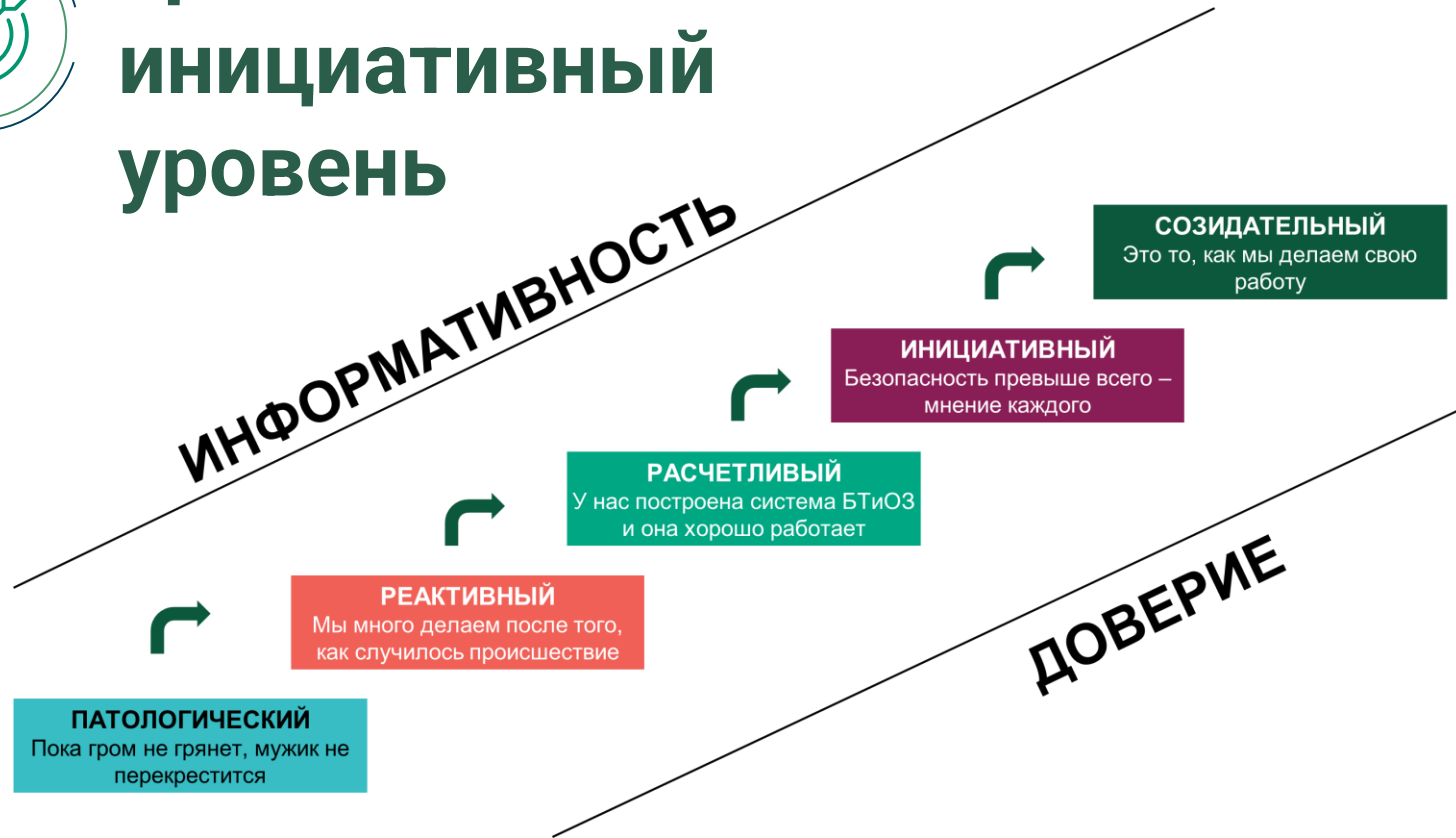 инициативный
уровень
ИНФОРМАТИВНОСТЬ
СОЗИДАТЕЛЬНЫЙ
Это то, как мы делаем свою
работу
ИНИЦИАТИВНЫЙ
Безопасность превыше всего –
мнение каждого
РАСЧЕТЛИВЫЙ
У нас построена система БТиОЗ
и она хорошо работает
РЕАКТИВНЫЙ
Мы много делаем после того,
как случилось происшествие
ПАТОЛОГИЧЕСКИЙ
Пока гром не грянет, мужик не
перекрестится
ДОВЕРИЕ